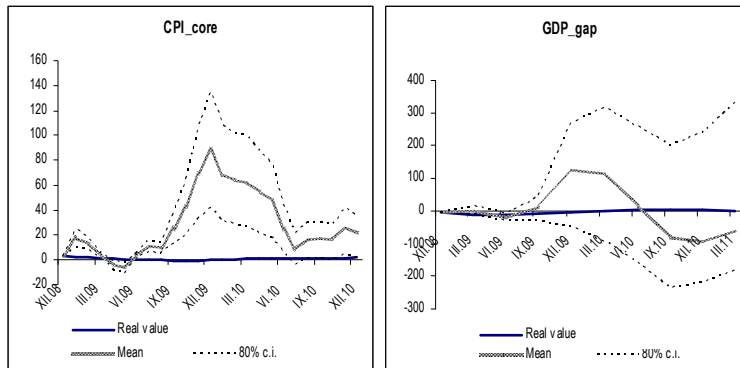 CPI_core
160
140
120
100
80
60
40
20
0
-20
XII.08
III.09
VI.09
IX.09
XII.09
III.10
VI.10
IX.10
XII.10
Real value
Mean
80% c.i.
GDP_gap
400
300
200
100
0
-100
-200
-300
XII.08
III.09
VI.09
IX.09
XII.09
III.10
VI.10
IX.10
XII.10
III.11
Real value
Mean
80% c.i.